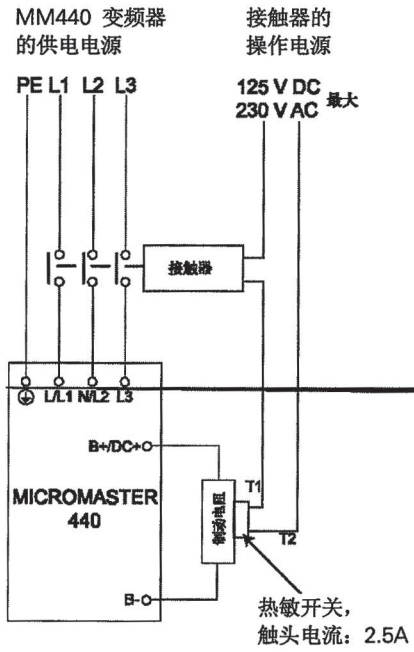 MM440 变频器
的供电电源
接触器的
操作电源
PE L1 L2 L3
125 V DC
230 V AC
最大
接触器
L/L1 N/L2 L3
B+/DC+
MICROMASTER
440
制动电阻
T1
T2
B-
热敏开关，
触头电流：2.5A